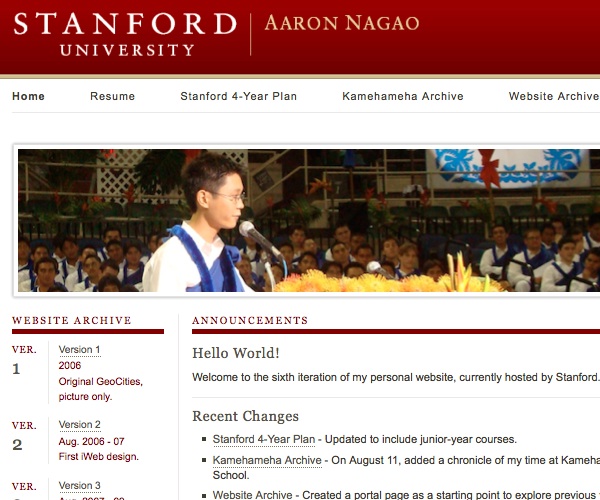 STANFORD
UNIVERSITY
AARON NAGAO
Home Resume Stanford 4-Year Plan Kamehameha Archive Website Archive
WEBSITE ARCHIVE
VER.
1
Version 1
2006
Original GeoCities,
picture only.
VER.
2
Version 2
Aug. 2006 - 07
First iWeb design.
VER.
Version 3
Aug. 2007 - 08
ANNOUNCEMENTS
Hello World!
Welcome to the sixth iteration of my personal website, currently hosted by Stanford.
Recent Changes
Stanford 4-Year Plan - Updated to include junior-year courses.
Kamehameha Archive - On August 11, added a chronicle of my time at Kameha
School.
Website Archive - Created a portal page as a starting point to explore previous